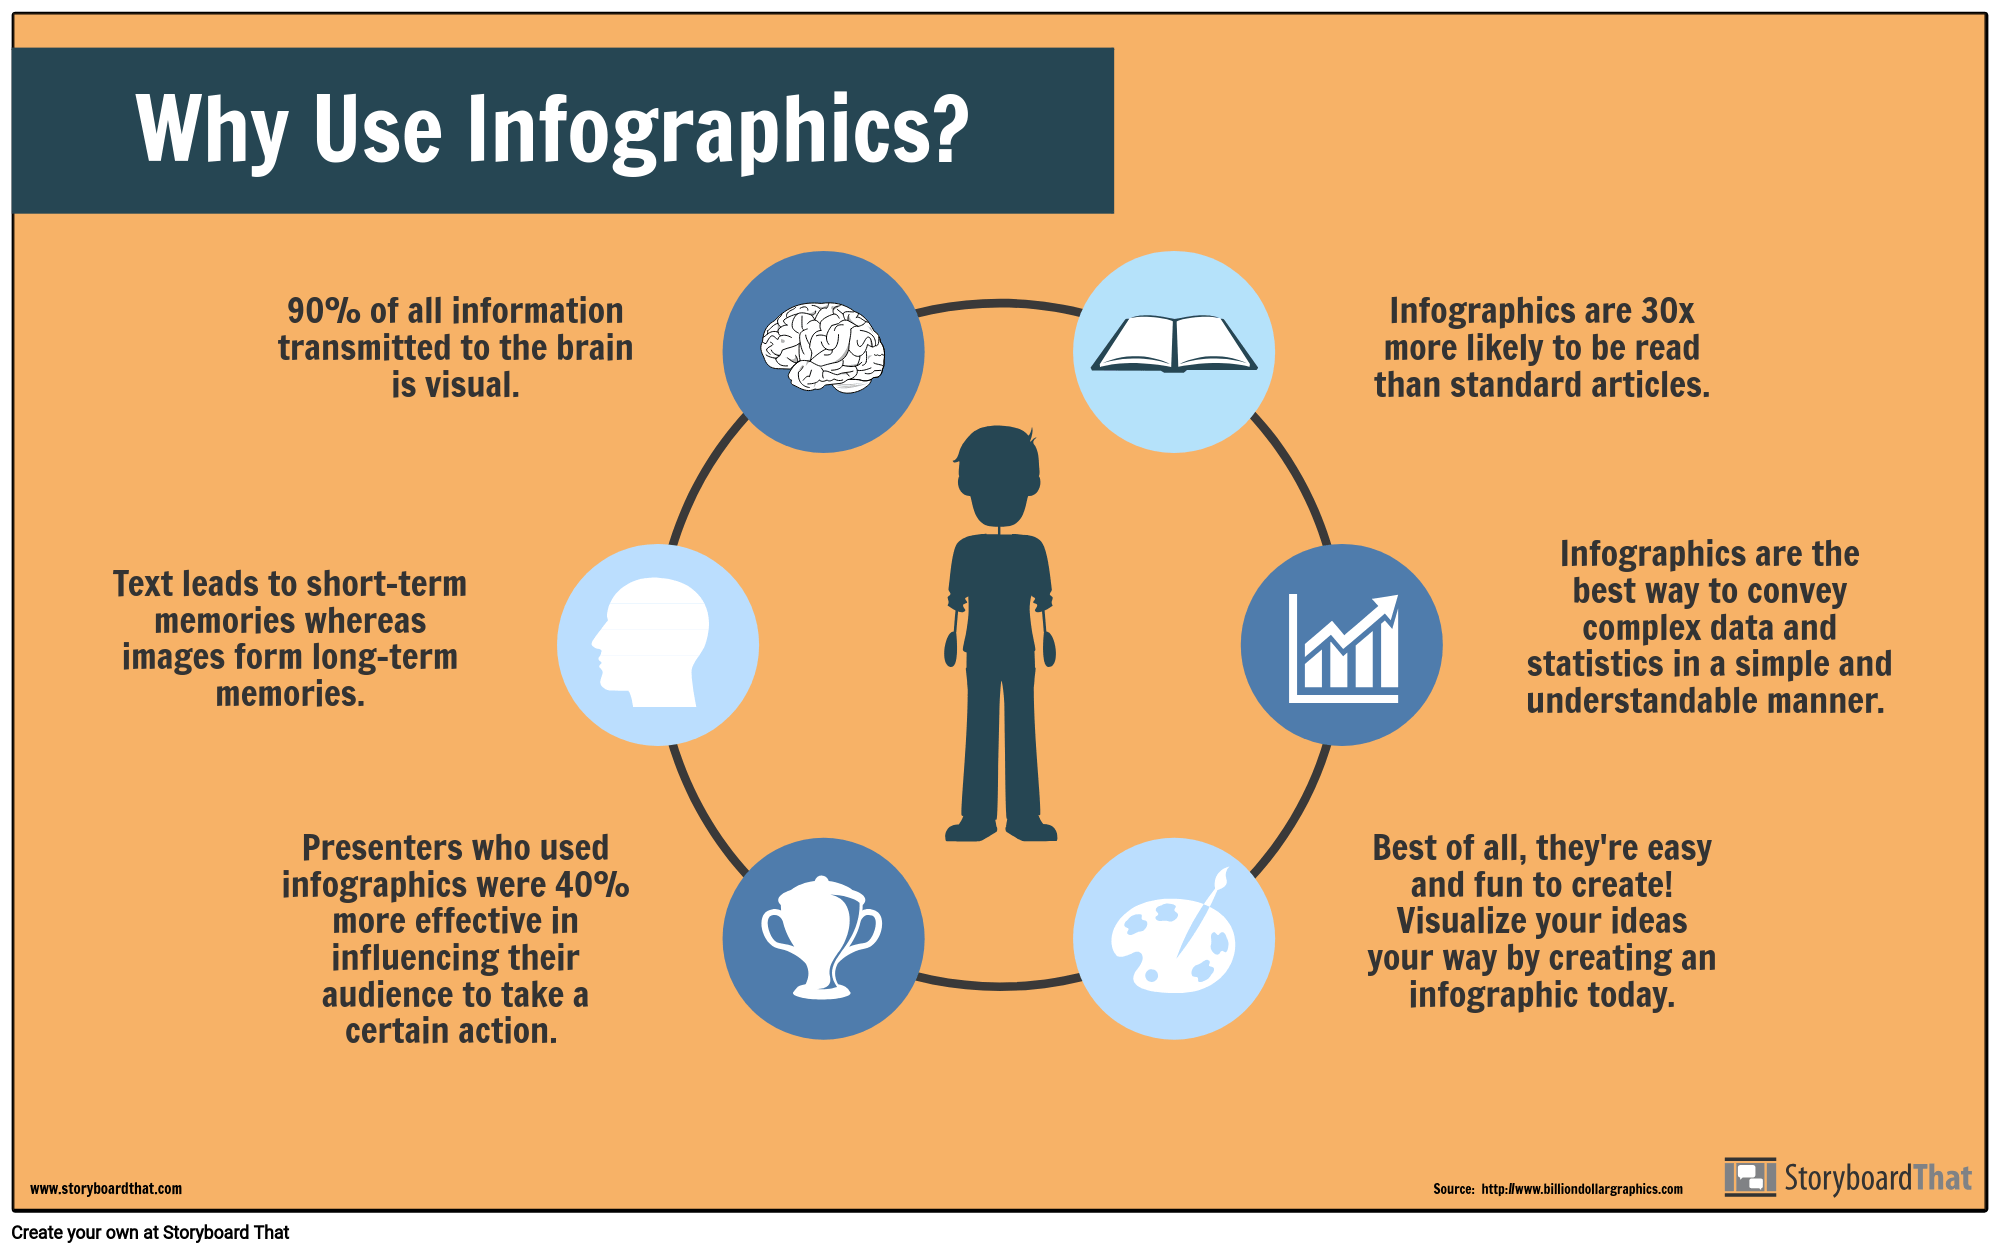 Why Use Infographics?
90% of all information
transmitted to the brain
is visual.
Infographics are 30x
more likely to be read
than standard articles.
Text leads to short-term
memories whereas
images form long-term
memories.
Infographics are the
best way to convey
complex data and
statistics in a simple and
understandable manner.
Presenters who used
infographics were 40%
more effective in
influencing their
audience to take a
certain action.
Best of all, they're easy
and fun to create!
Visualize your ideas
your way by creating an
infographic today.
www.storyboardthat.com
Source: http://www.billiondollargraphics.com
StoryboardThat
Create your own at Storyboard That